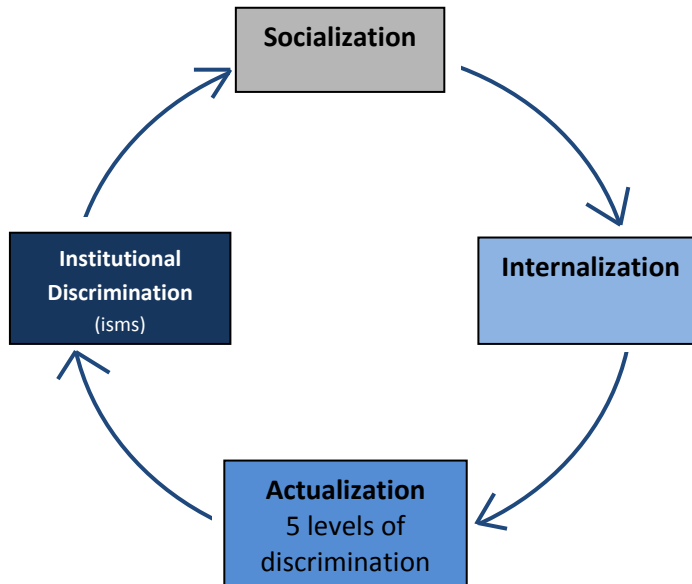 Socialization
Internalization
Actualization
5 levels of
discrimination
Institutional
Discrimination
(isms)